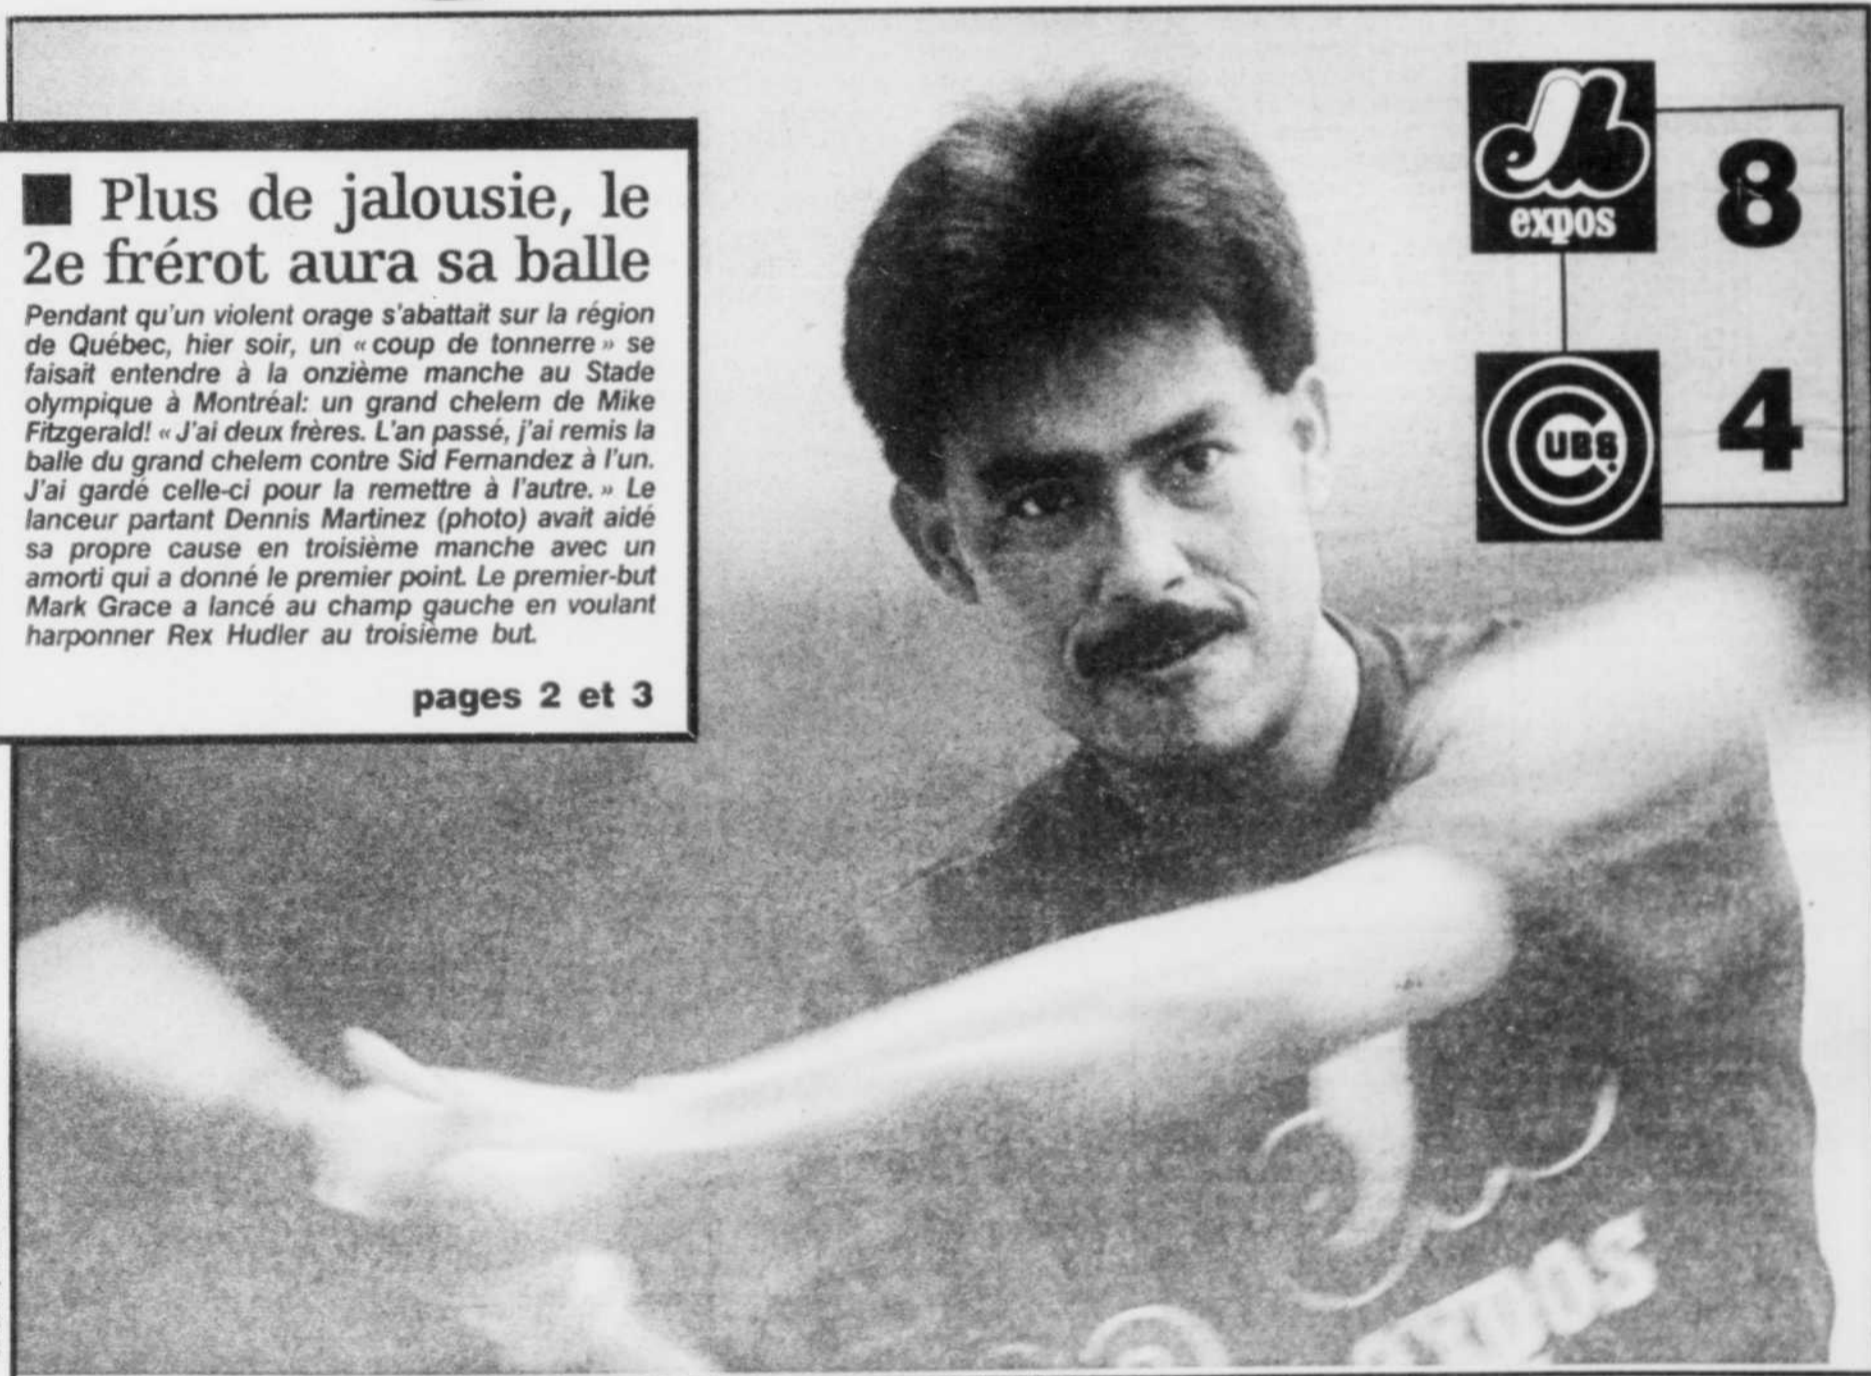 ■ Plus de jalousie, le
2e frérot aura sa balle
Pendant qu'un violent orage s'abattait sur la région
de Québec, hier soir, un « coup de tonnerre » se
faisait entendre à la onzième manche au Stade
olympique à Montréal: un grand chelem de Mike
Fitzgerald! « J'ai deux frères. L'an passé, j'ai remis la
balle du grand chelem contre Sid Fernandez à l'un.
J'ai gardé celle-ci pour la remettre à l'autre. » Le
lanceur partant Dennis Martinez (photo) avait aidé
sa propre cause en troisième manche avec un
amorti qui a donné le premier point. Le premier-but
Mark Grace a lancé au champ gauche en voulant
harponner Rex Hudler au troisième but.
pages 2 et 3
expos
8
CUBS
4
EXPOS